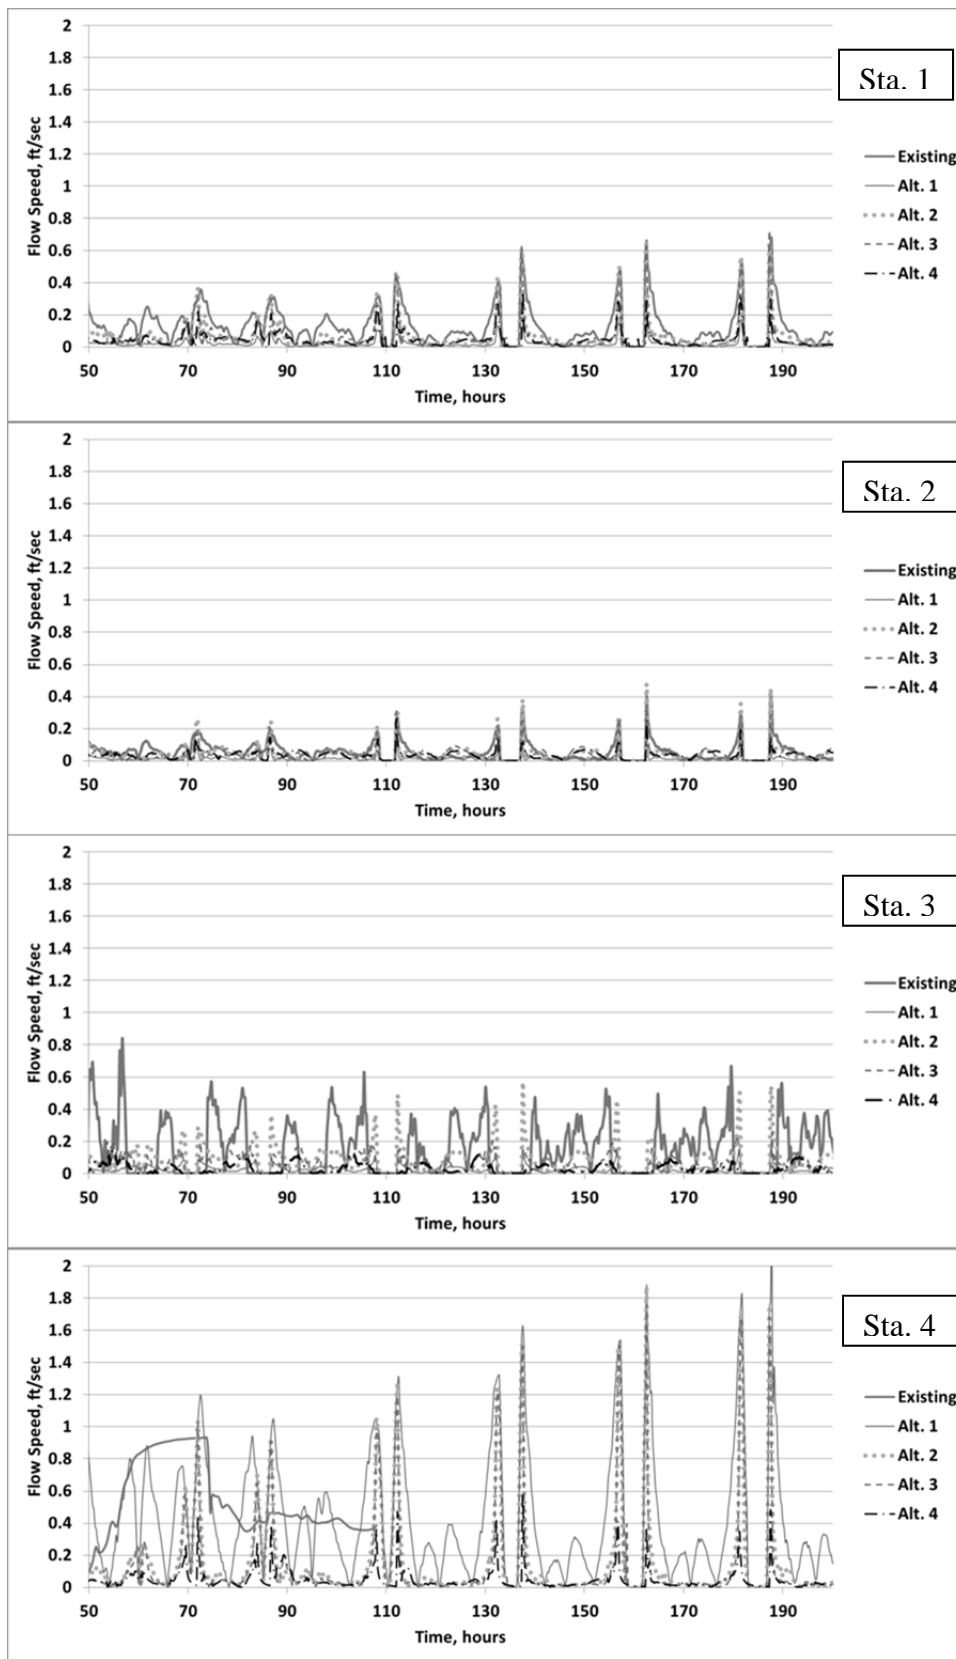 2
1.8
1.6
1.4
1.2
1
0.8
0.6
0.4
0.2
0
Flow Speed, ft/sec
50 70 90 110 130 150 170 190
Time, hours
Sta. 1
Existing
Alt. 1
Alt. 2
Alt. 3
Alt. 4
2
1.8
1.6
1.4
1.2
1
0.8
0.6
0.4
0.2
0
Flow Speed, ft/sec
50 70 90 110 130 150 170 190
Time, hours
Sta. 2
Existing
Alt. 1
Alt. 2
Alt. 3
Alt. 4
2
1.8
1.6
1.4
1.2
1
0.8
0.6
0.4
0.2
0
Flow Speed, ft/sec
50 70 90 110 130 150 170 190
Time, hours
Sta. 3
Existing
Alt. 1
Alt. 2
Alt. 3
Alt. 4
2
1.8
1.6
1.4
1.2
1
0.8
0.6
0.4
0.2
0
Flow Speed, ft/sec
50 70 90 110 130 150 170 190
Time, hours
Sta. 4
Existing
Alt. 1
Alt. 2
Alt. 3
Alt. 4